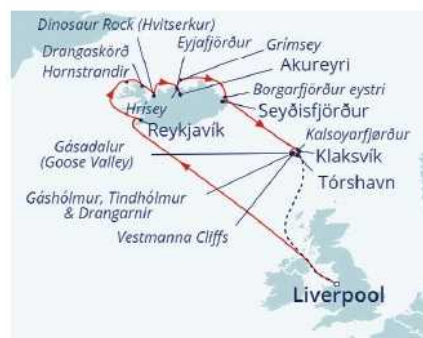 Dinosaur Rock (Hvitserkur)
Eyjafjörður
Grímsey
Drangaskörð
Akureyri
Hornstrandir
Borgarfjörður eystri
Hrísey
Seyðisfjörður
Reykjavík
Kalsoyarfjørður
Gásadalur
(Goose Valley)
Klaksvík
Tórshavn
Gáshólmur, Tindhólmur
& Drangarnir
Vestmanna Cliffs
Liverpool